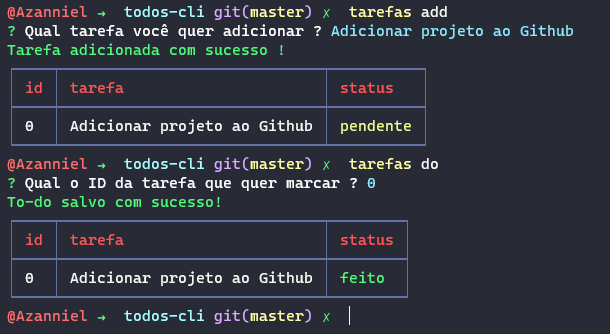 @Azanniel → todos-cli git(master) ✗ tarefas add
? Qual tarefa você quer adicionar ? Adicionar projeto ao Github
Tarefa adicionada com sucesso !
id tarefa status
0 Adicionar projeto ao Github pendente
@Azanniel → todos-cli git(master) ✗ tarefas do
? Qual o ID da tarefa que quer marcar ? 0
To-do salvo com sucesso!
id tarefa status
0 Adicionar projeto ao Github feito
@Azanniel → todos-cli git(master) ✗